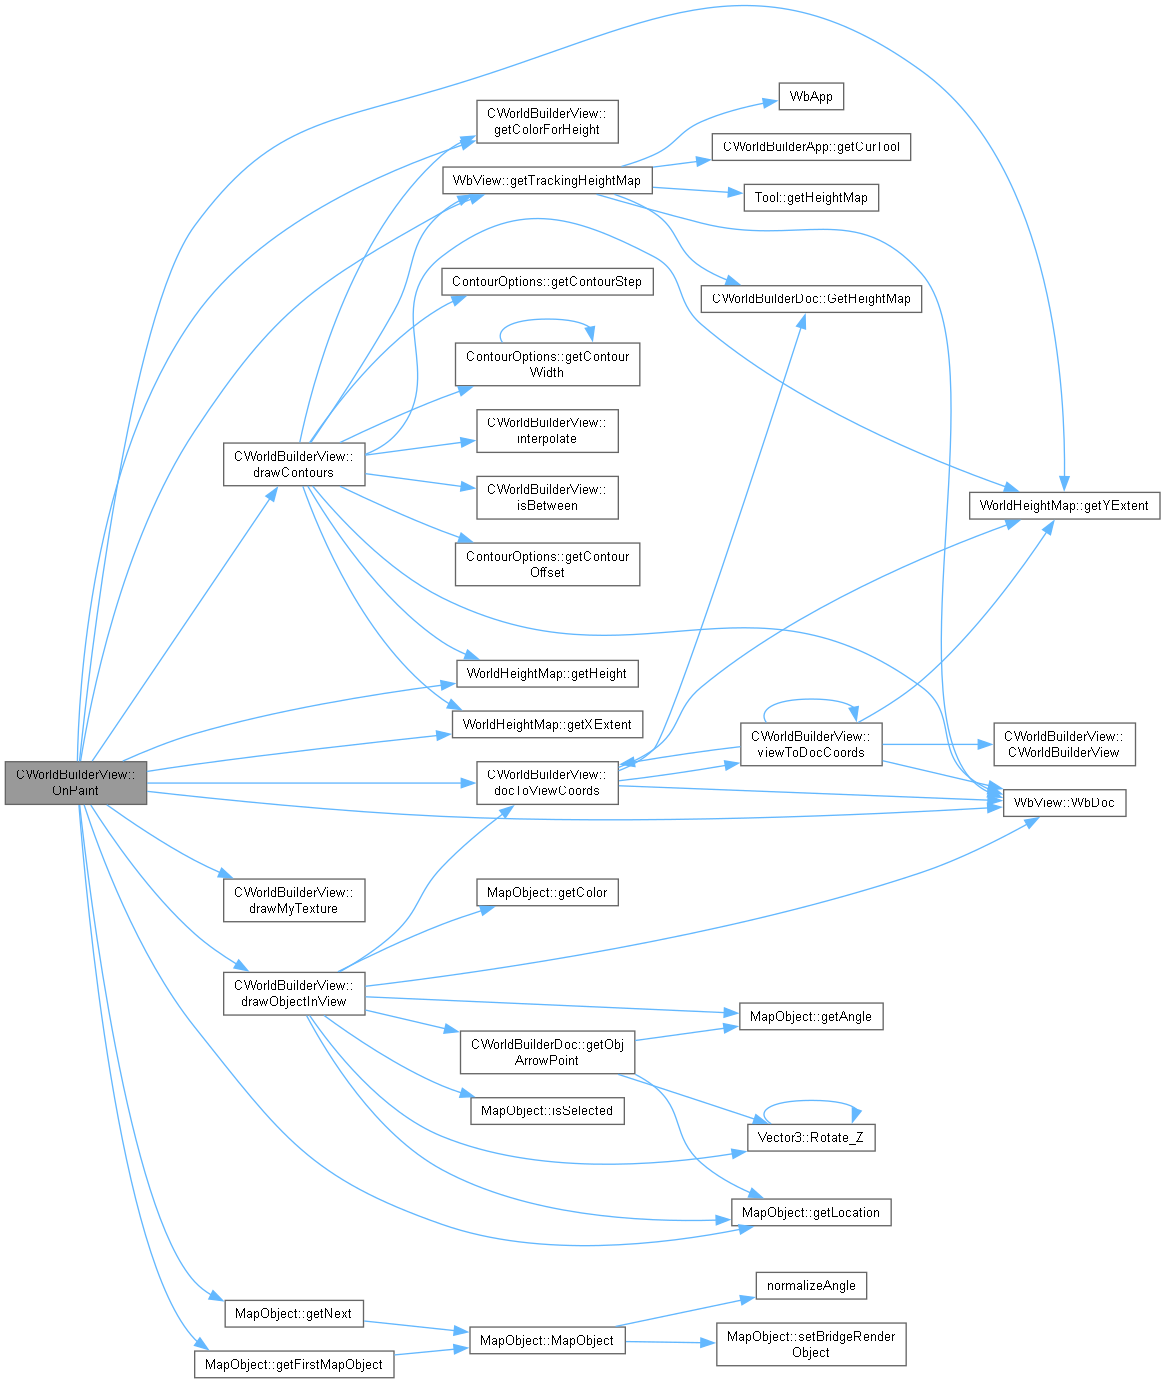 WbApp
CWorldBuilderView::
getColorForHeight
CWorldBuilderApp::getCurTool
WbView::getTrackingHeightMap
Tool::getHeightMap
ContourOptions::getContourStep
CWorldBuilderDoc::GetHeightMap
ContourOptions::getContour
Width
CWorldBuilderView::
interpolate
CWorldBuilderView::
drawContours
CWorldBuilderView::
isBetween
WorldHeightMap::getYExtent
ContourOptions::getContour
Offset
WorldHeightMap::getHeight
WorldHeightMap::getXExtent
CWorldBuilderView::
viewToDocCoords
CWorldBuilderView::
CWorldBuilderView
CWorldBuilderView::
OnPaint
CWorldBuilderView::
docToViewCoords
WbView::WbDoc
CWorldBuilderView::
drawMyTexture
MapObject::getColor
CWorldBuilderView::
drawObjectInView
MapObject::getAngle
CWorldBuilderDoc::getObj
ArrowPoint
MapObject::isSelected
Vector3::Rotate_Z
MapObject::getLocation
normalizeAngle
MapObject::getNext
MapObject::MapObject
MapObject::setBridgeRender
Object
MapObject::getFirstMapObject